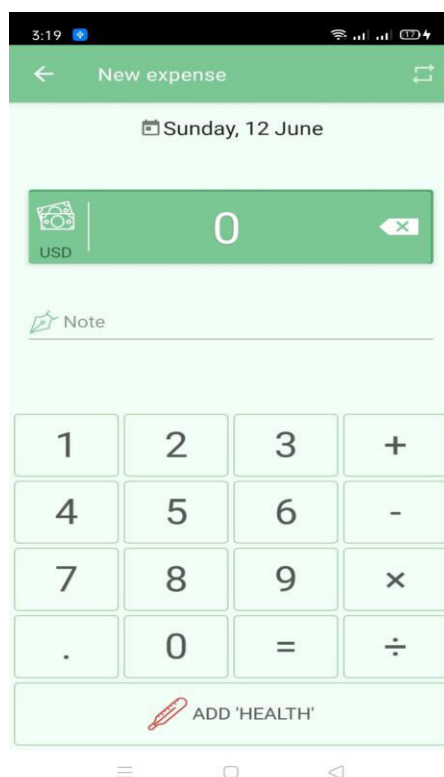 3:19 17
New expense
Sunday, 12 June
0
USD
Note
1 2 3 +
4 5 6 -
7 8 9 ×
. 0 = ÷
ADD 'HEALTH'